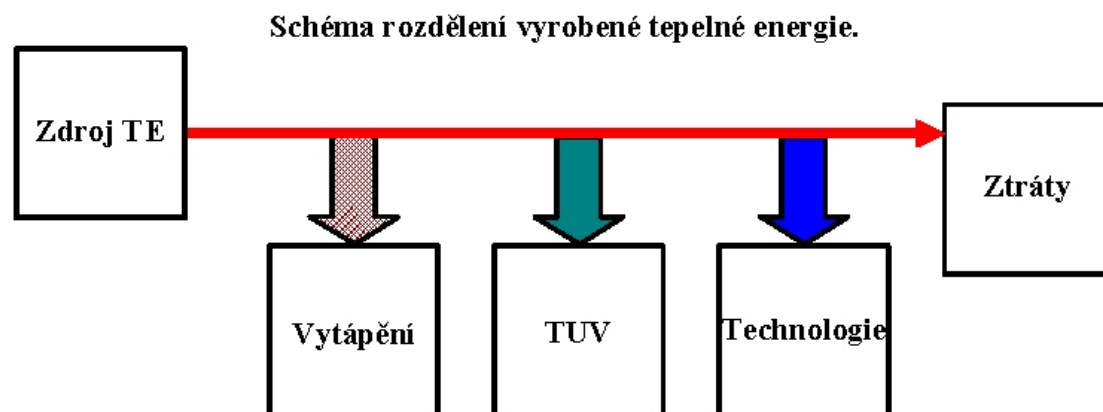 Schéma rozdělení vyrobené tepelné energie.
Zdroj TE
Ztráty
Vytápění
TUV
Technologie